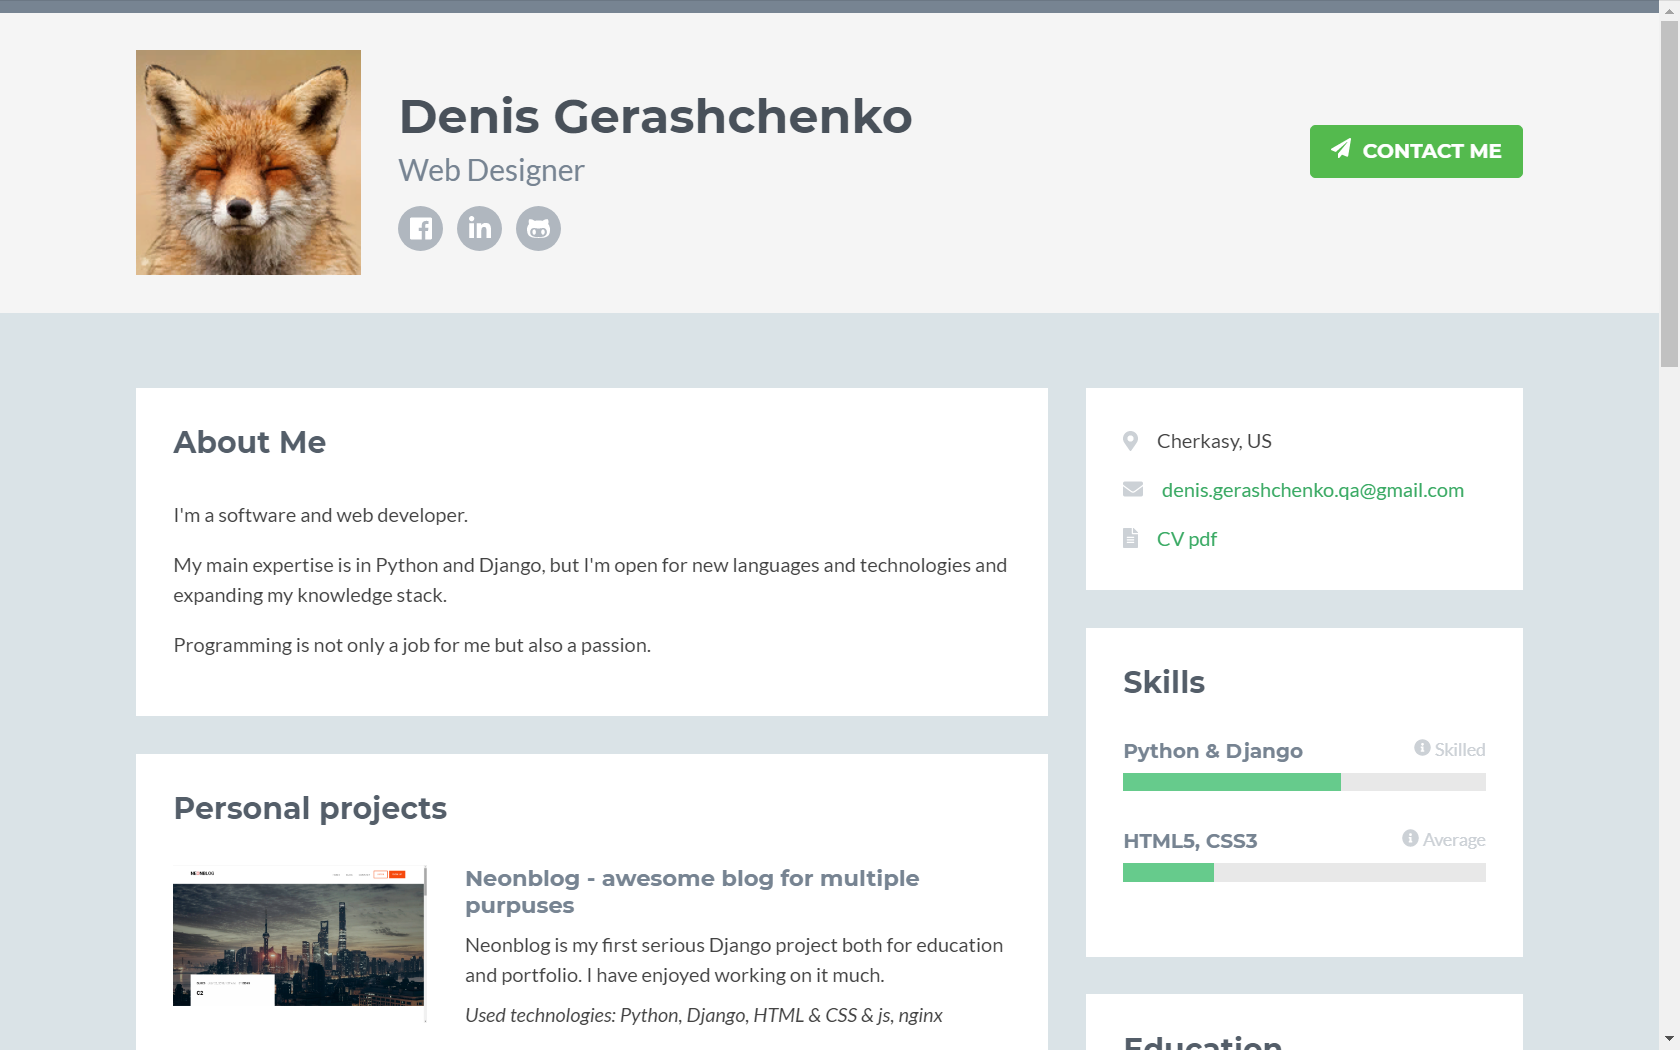 Denis Gerashchenko
Web Designer
CONTACT ME
About Me
I'm a software and web developer.
My main expertise is in Python and Django, but I'm open for new languages and technologies and
expanding my knowledge stack.
Programming is not only a job for me but also a passion.
Personal projects
NEONBLOG
Neonblog - awesome blog for multiple
purpuses
Neonblog is my first serious Django project both for education
and portfolio. I have enjoyed working on it much.
Used technologies: Python, Django, HTML & CSS & js, nginx
Cherkasy, US
denis.gerashchenko.qa@gmail.com
CV pdf
Skills
Python & Django
Skilled
HTML5, CSS3
Average
Education